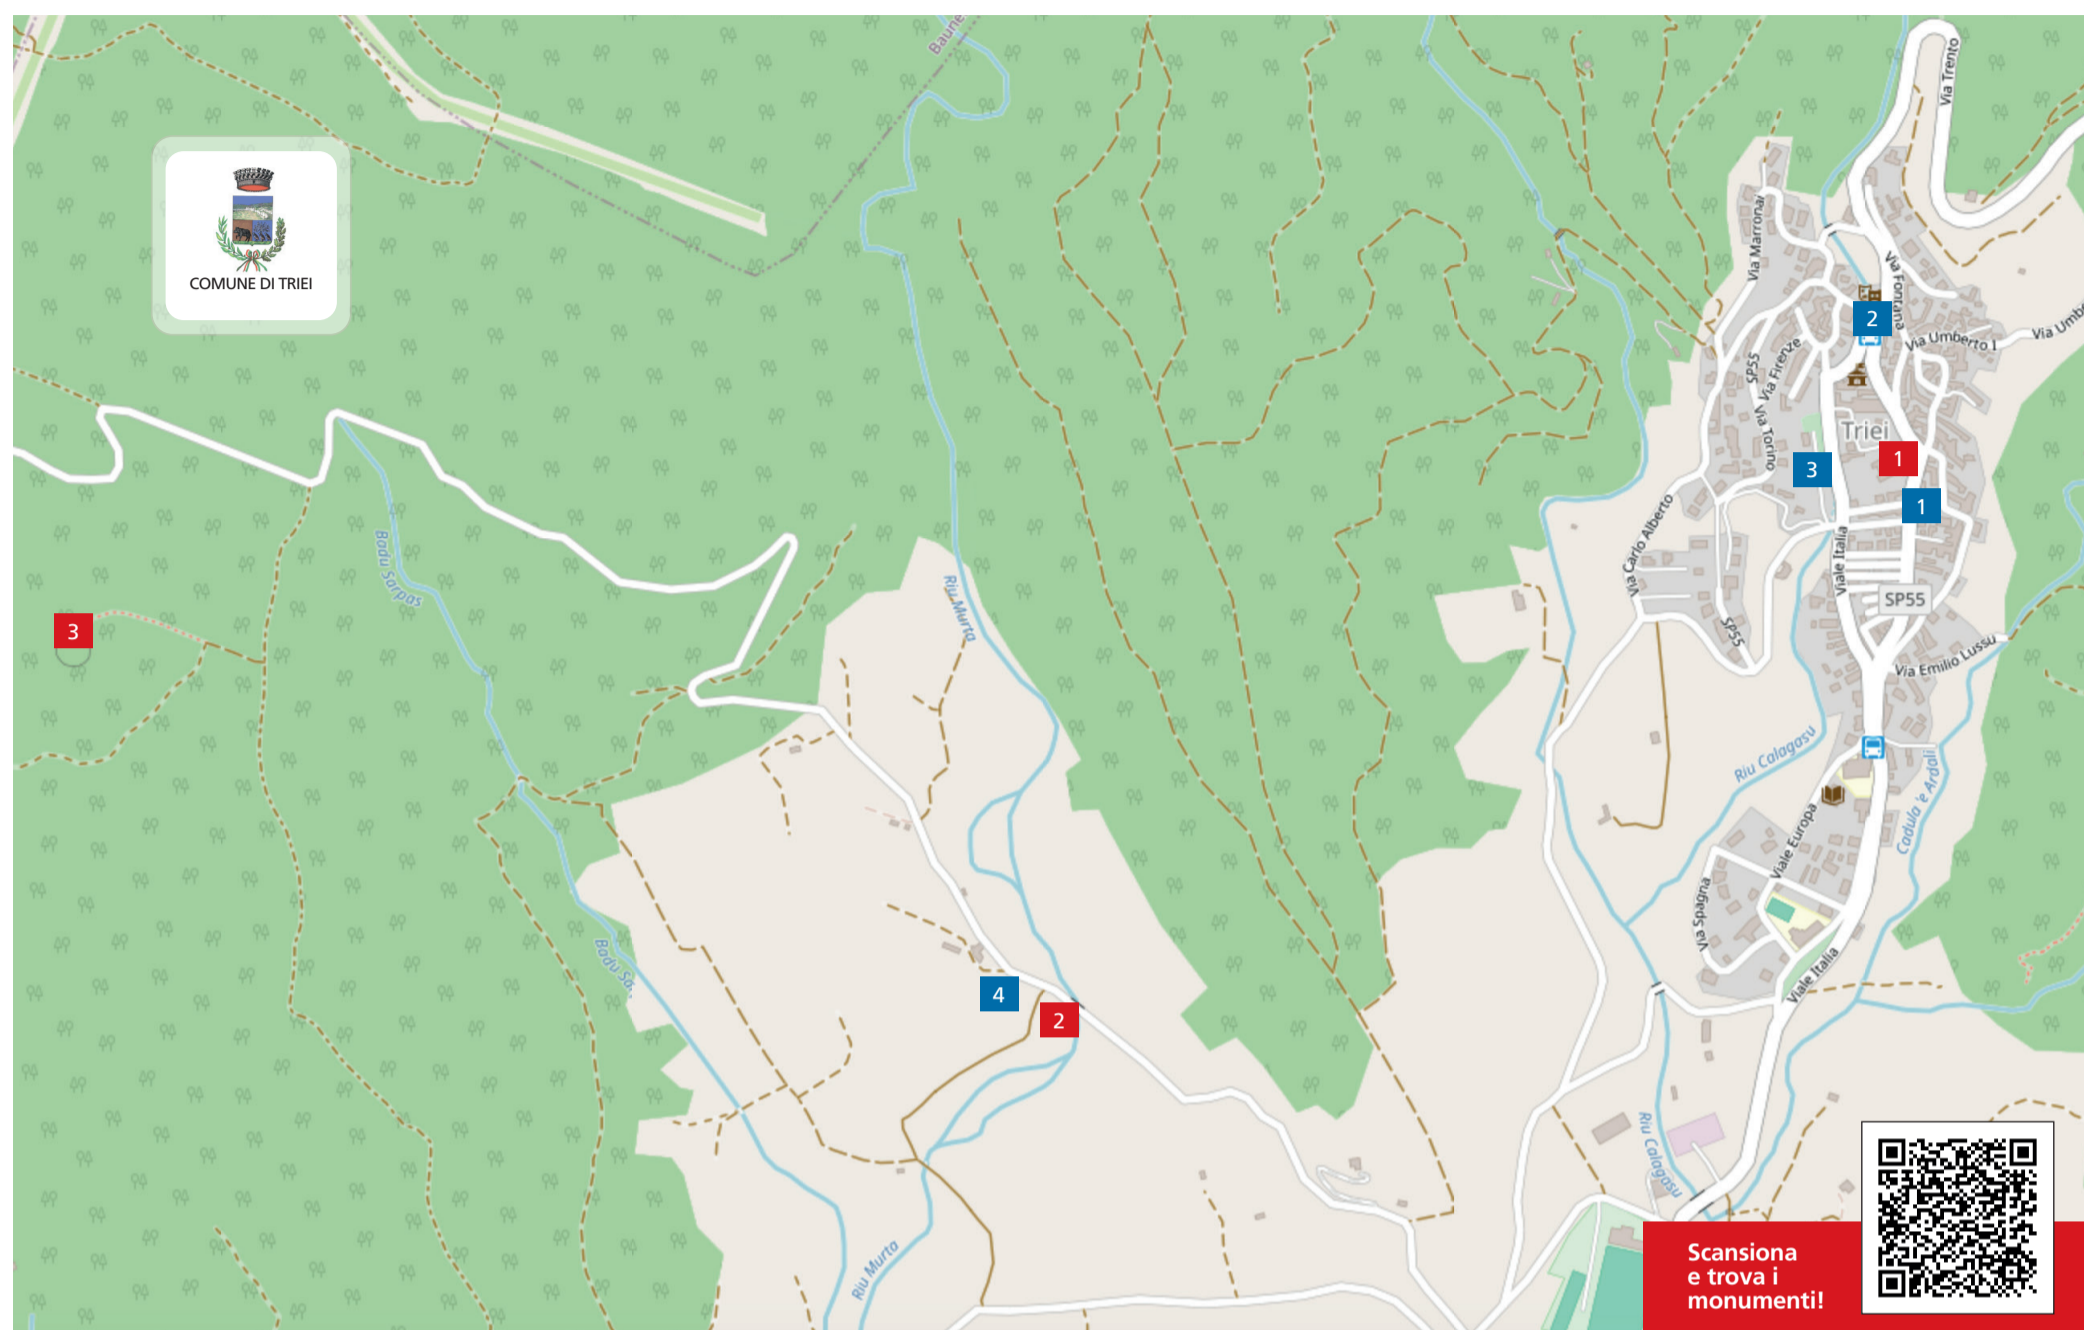 Baune
Via Trento
COMUNE DI TRIEI
Via Marronai
Via Fontana
2
Via Umberto I
Via Umb
SP55
Via Firenze
Via Torino
Triei
1
3
1
Via Carlo Alberto
Viale Italia
SP55
SP55
Via Emilio Lussu
Badu Sarpas
Riu Murta
3
Riu Calagasu
Cadula 'e Ardali
Viale Europa
Via Spagna
Viale Italia
Badu Sa
4
2
Riu Calagasu
Riu Murta
Scansiona
e trova i
monumenti!